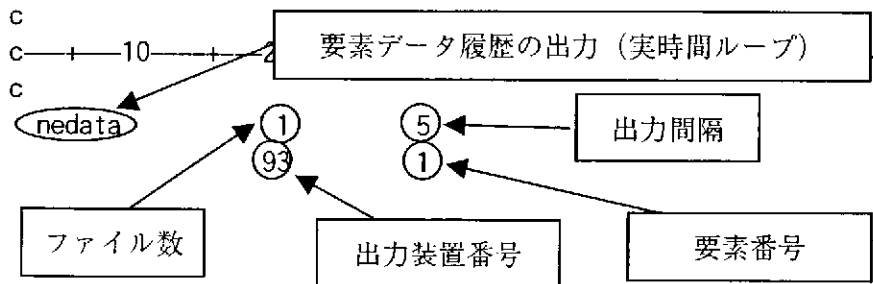 c
c———+———10———+———2
要素データ履歴の出力（実時間ループ）
c
nedata 1 5
出力間隔
93 1
ファイル数
出力装置番号
要素番号